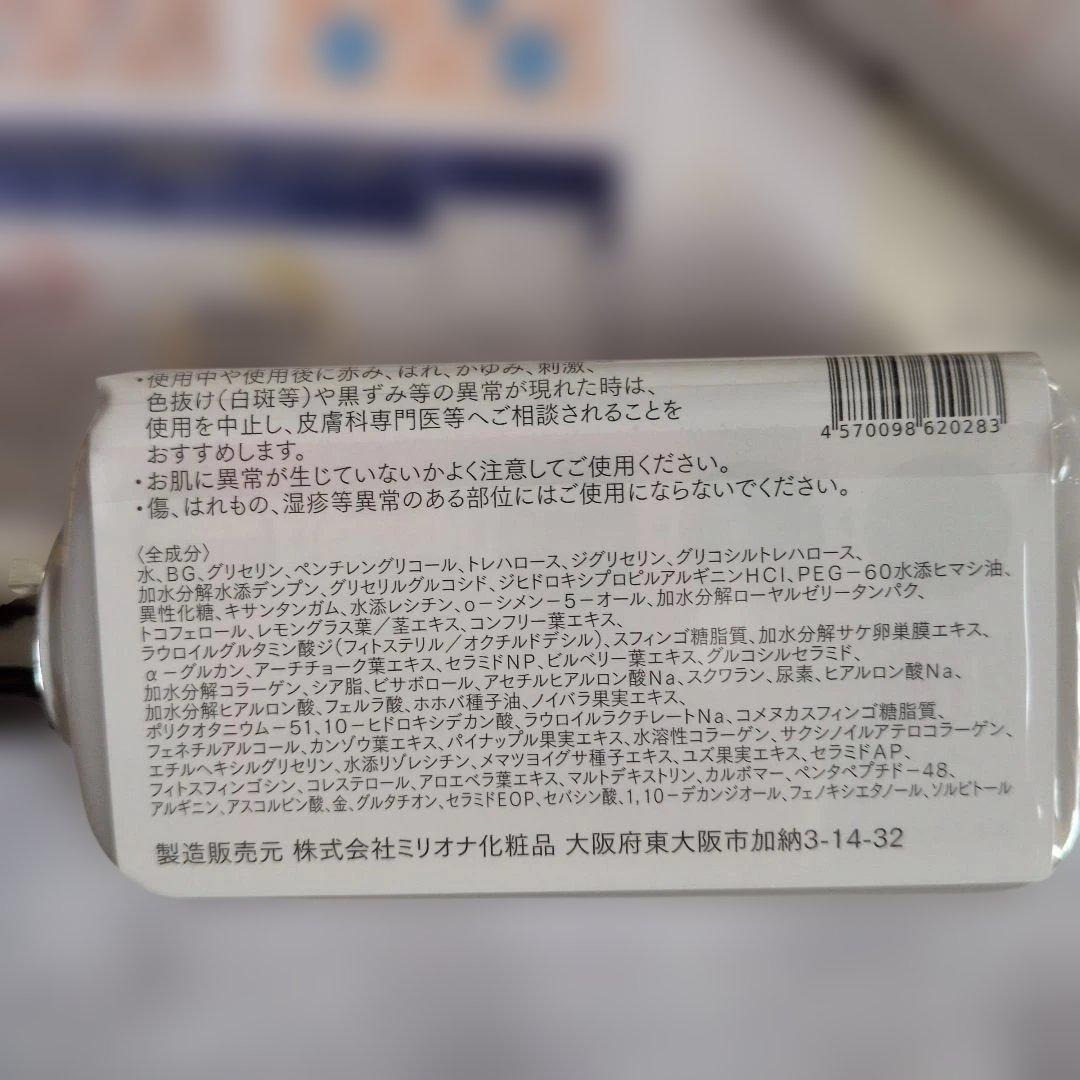 ・使用中や使用後に赤み、はれ、かゆみ、刺激、
色抜け(白斑等)や黒ずみ等の異常が現れた時は、
使用を中止し、皮膚科専門医等へご相談されることを
おすすめします。
・お肌に異常が生じていないかよく注意してご使用ください。
・傷、はれもの、湿疹等異常のある部位にはご使用にならないでください。
4 570098 620283
〈全成分〉
水、BG、グリセリン、ペンチレングリコール、トレハロース、ジグリセリン、グリコシルトレハロース、
加水分解水添デンプン、グリセリルグルコシド、ジヒドロキシプロピルアルギニンHCl、PEG－60水添ヒマシ油、
異性化糖、キサンタンガム、水添レシチン、o－シメン－5－オール、加水分解ローヤルゼリータンパク、
トコフェロール、レモングラス葉／茎エキス、コンフリー葉エキス、
ラウロイルグルタミン酸ジ(フィトステリル／オクチルドデシル)、スフィンゴ糖脂質、加水分解サケ卵巣膜エキス、
α－グルカン、アーチチョーク葉エキス、セラミドNP、ビルベリー葉エキス、グルコシルセラミド、
加水分解コラーゲン、シア脂、ビサボロール、アセチルヒアルロン酸Na、スクワラン、尿素、ヒアルロン酸Na、
加水分解ヒアルロン酸、フェルラ酸、ホホバ種子油、ノイバラ果実エキス、
ポリクオタニウム－51、10－ヒドロキシデカン酸、ラウロイルラクチレートNa、コメヌカスフィンゴ糖脂質、
フェネチルアルコール、カンゾウ葉エキス、パイナップル果実エキス、水溶性コラーゲン、サクシノイルアテロコラーゲン、
エチルヘキシルグリセリン、水添リゾレシチン、メマツヨイグサ種子エキス、ユズ果実エキス、セラミドAP、
フィトスフィンゴシン、コレステロール、アロエベラ葉エキス、マルトデキストリン、カルボマー、ペンタペプチド－48、
アルギニン、アスコルビン酸、金、グルタチオン、セラミドEOP、セバシン酸、1,10－デカンジオール、フェノキシエタノール、ソルビトール
製造販売元 株式会社ミリオナ化粧品 大阪府東大阪市加納3-14-32